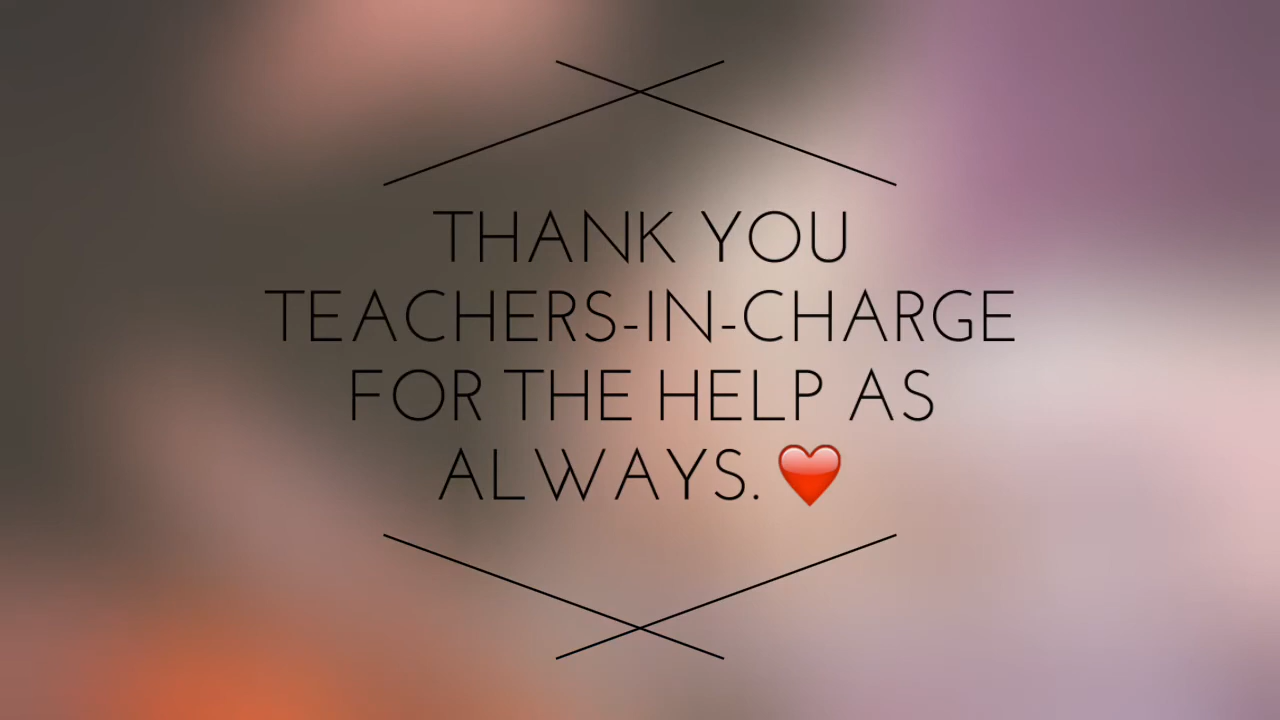 THANK YOU
TEACHERS-IN-CHARGE
FOR THE HELP AS
ALWAYS. ❤️